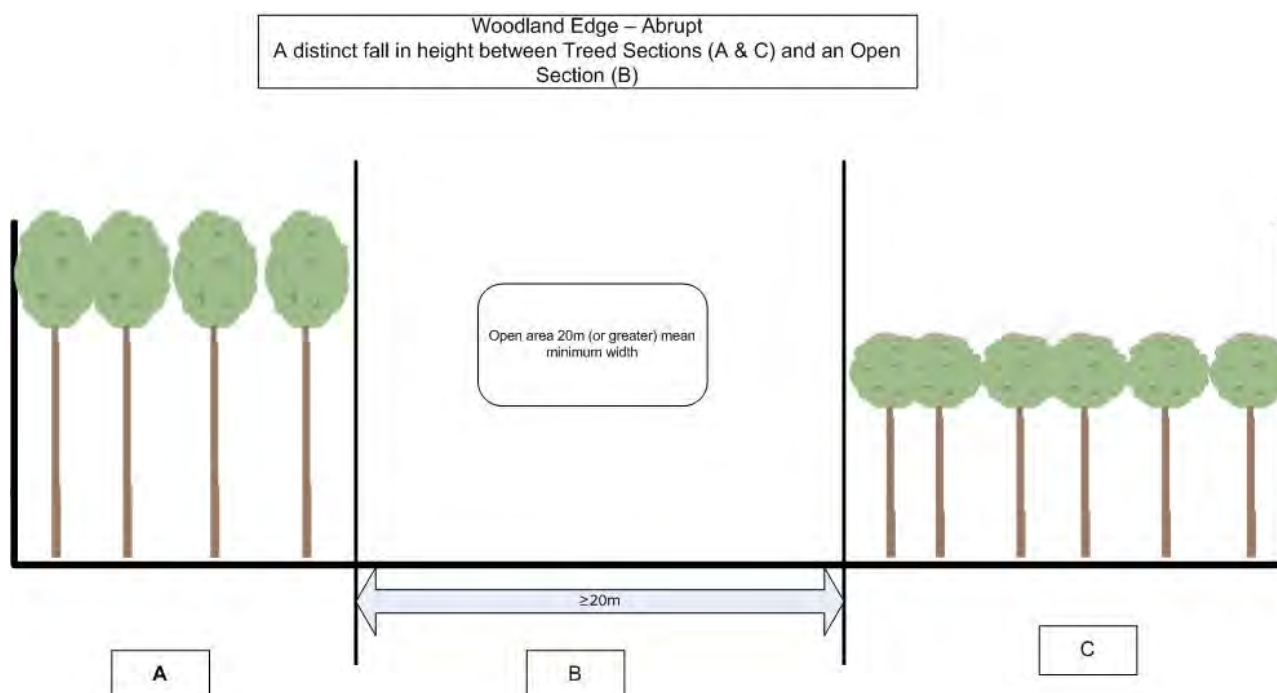 Woodland Edge – Abrupt
A distinct fall in height between Treed Sections (A & C) and an Open
Section (B)
Open area 20m (or greater) mean
minimum width
≥20m
A
B
C